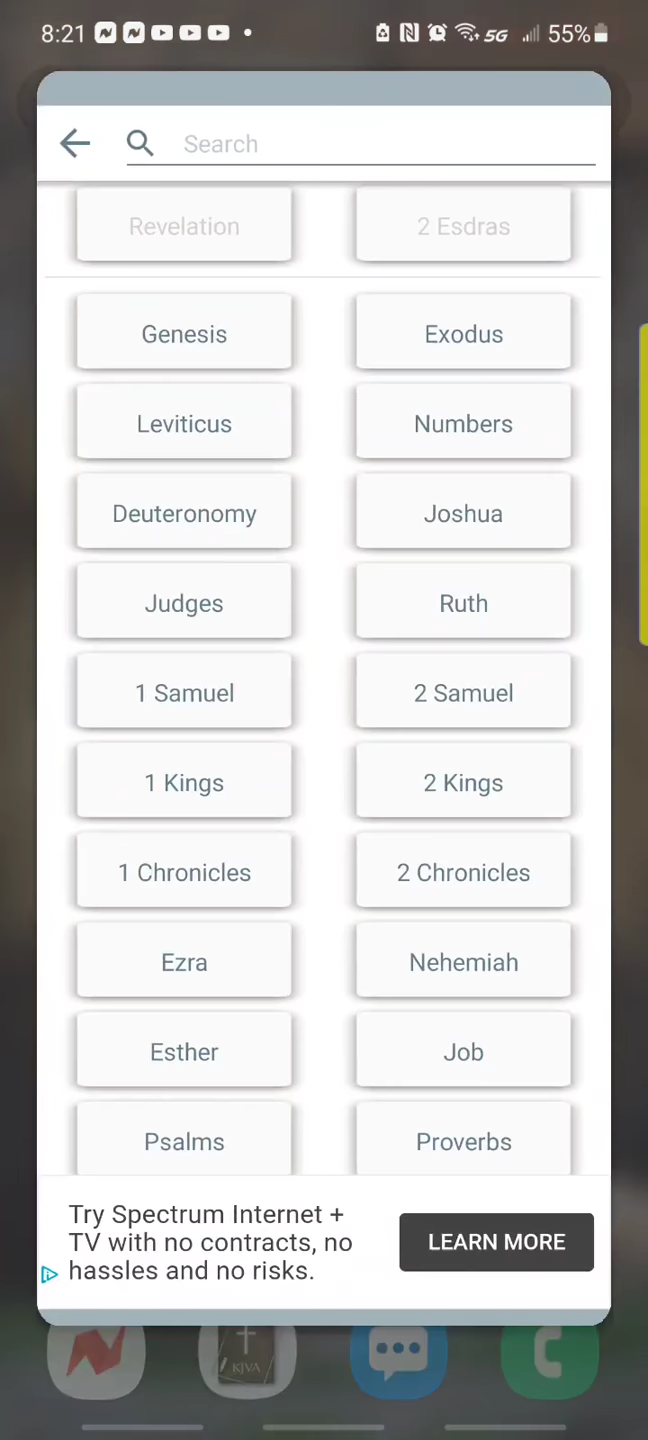 8:21
5G
55%
Search
Revelation
2 Esdras
Genesis
Exodus
Leviticus
Numbers
Deuteronomy
Joshua
Judges
Ruth
1 Samuel
2 Samuel
1 Kings
2 Kings
1 Chronicles
2 Chronicles
Ezra
Nehemiah
Esther
Job
Psalms
Proverbs
Try Spectrum Internet +
TV with no contracts, no
hassles and no risks.
LEARN MORE
KJVA